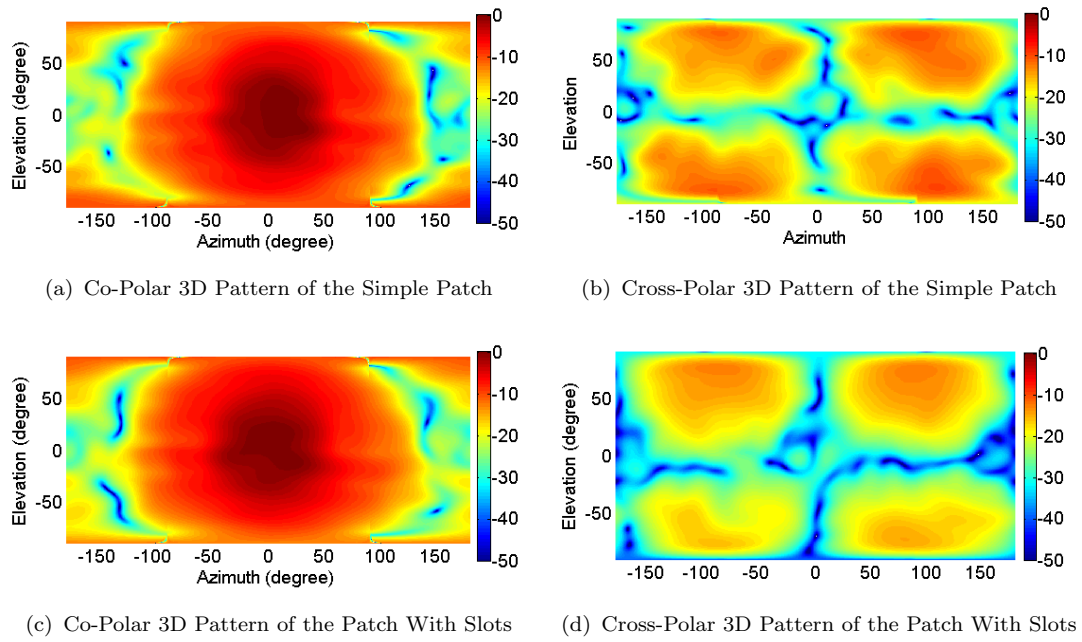 50
0
-50
Elevation (degree)
-150 -100 -50 0 50 100 150
Azimuth (degree)
0
-10
-20
-30
-40
-50
(a) Co-Polar 3D Pattern of the Simple Patch
50
0
-50
Elevation
-150 -100 -50 0 50 100 150
Azimuth
0
-10
-20
-30
-40
-50
(b) Cross-Polar 3D Pattern of the Simple Patch
50
0
-50
Elevation (degree)
-150 -100 -50 0 50 100 150
Azimuth (degree)
0
-10
-20
-30
-40
-50
(c) Co-Polar 3D Pattern of the Patch With Slots
50
0
-50
Elevation (degree)
-150 -100 -50 0 50 100 150
0
-10
-20
-30
-40
-50
(d) Cross-Polar 3D Pattern of the Patch With Slots